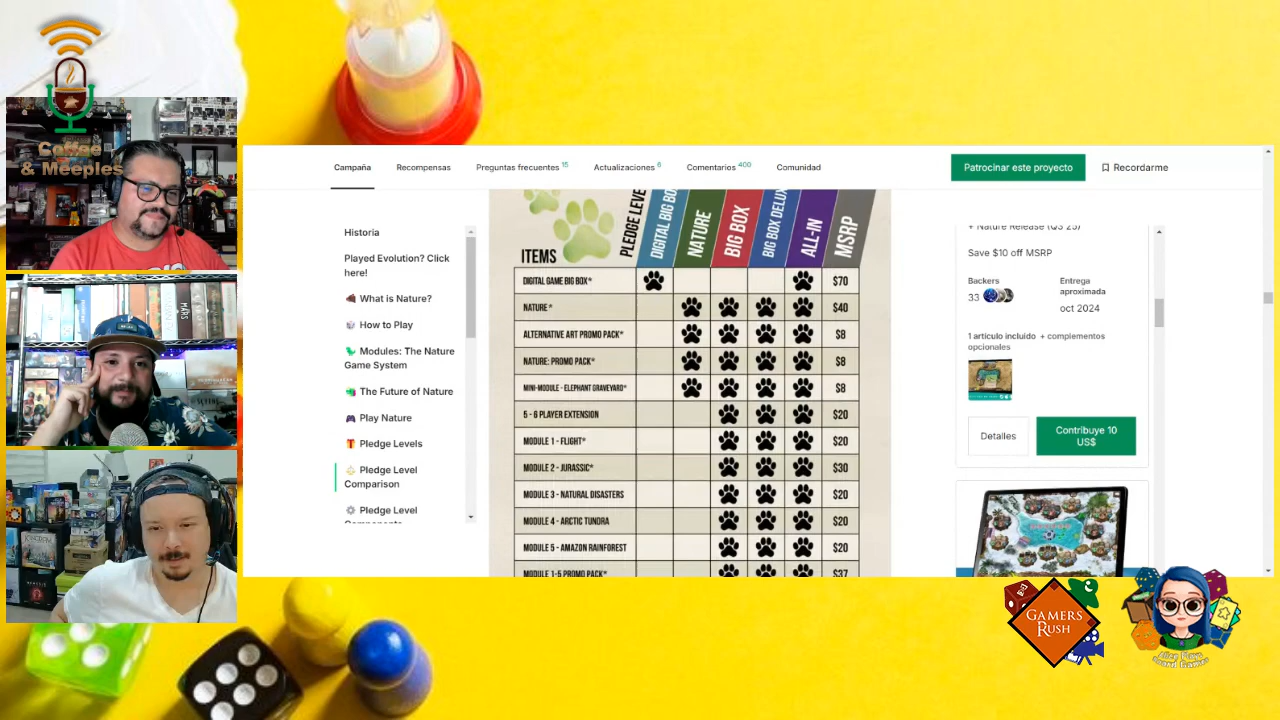 Coffee
& Meeples
Campaña
Recompensas
Preguntas frecuentes 15
Actualizaciones 6
Comentarios 400
Comunidad
Patrocinar este proyecto
Recordarme
Historia
Played Evolution? Click
here!
What is Nature?
How to Play
Modules: The Nature
Game System
The Future of Nature
Play Nature
Pledge Levels
Pledge Level
Comparison
Pledge Level
ITEMS
NATURE
BIG BOX
ALL-IN
MSRP
DIGITAL GAME BIG BOX* $70
NATURE* $40
ALTERNATIVE ART PROMO PACK* $8
NATURE: PROMO PACK* $8
MINI-MODULE - ELEPHANT GRAVEYARD* $8
5 - 6 PLAYER EXTENSION $20
MODULE 1 - FLIGHT* $20
MODULE 2 - JURASSIC* $30
MODULE 3 - NATURAL DISASTERS $20
MODULE 4 - ARCTIC TUNDRA $20
MODULE 5 - AMAZON RAINFOREST $20
MODULE 1-5 PROMO PACK* $37
+ Nature Release (Q3 25)
Save $10 off MSRP
Backers
33
Entrega
aproximada
oct 2024
1 artículo incluido + complementos
opcionales
Detalles
Contribuye 10
US$
GAMERS
RUSH
Board Games